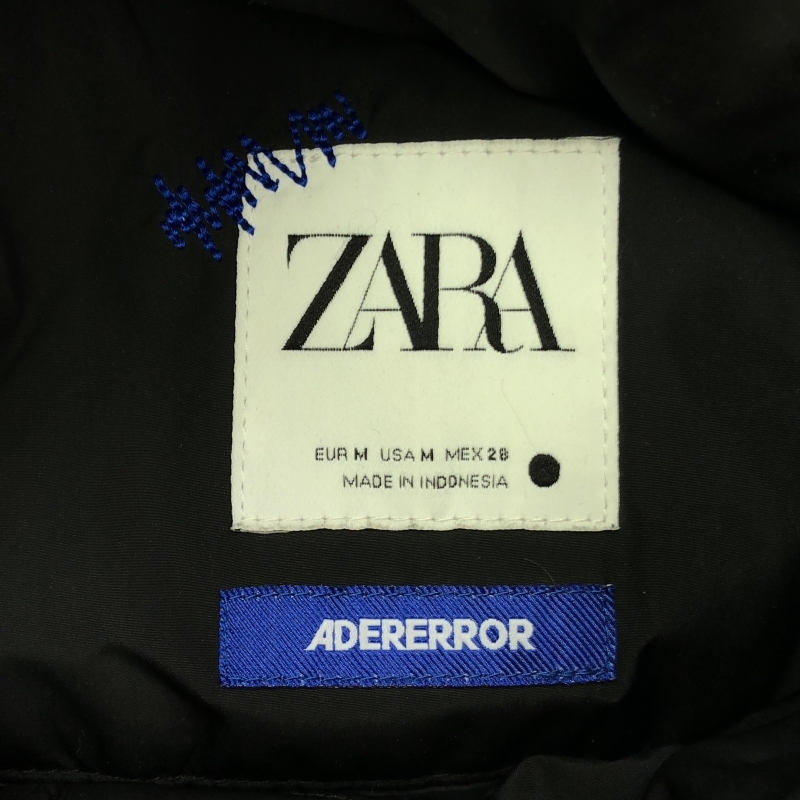 ZARA
EUR M USA M MEX 28
MADE IN INDONESIA
ADERERROR